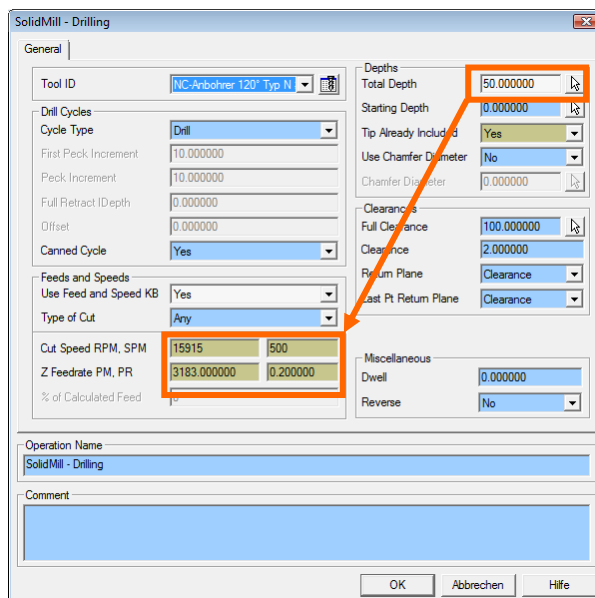 SolidMill - Drilling
General
Tool ID NC-Anbohrer 120° Typ N
Drill Cycles
Cycle Type Drill
First Peck Increment 10.000000
Peck Increment 10.000000
Full Retract IDepth 0.000000
Offset 0.000000
Canned Cycle Yes
Feeds and Speeds
Use Feed and Speed KB Yes
Type of Cut Any
Cut Speed RPM, SPM 15915 500
Z Feedrate PM, PR 3183.000000 0.200000
% of Calculated Feed
Depths
Total Depth 50.000000
Starting Depth 0.000000
Tip Already Included Yes
Use Chamfer Diameter No
Chamfer Diameter 0.000000
Clearances
Full Clearance 100.000000
Clearance 2.000000
Return Plane Clearance
Last Pt Return Plane Clearance
Miscellaneous
Dwell 0.000000
Reverse No
Operation Name
SolidMill - Drilling
Comment
OK Abbrechen Hilfe